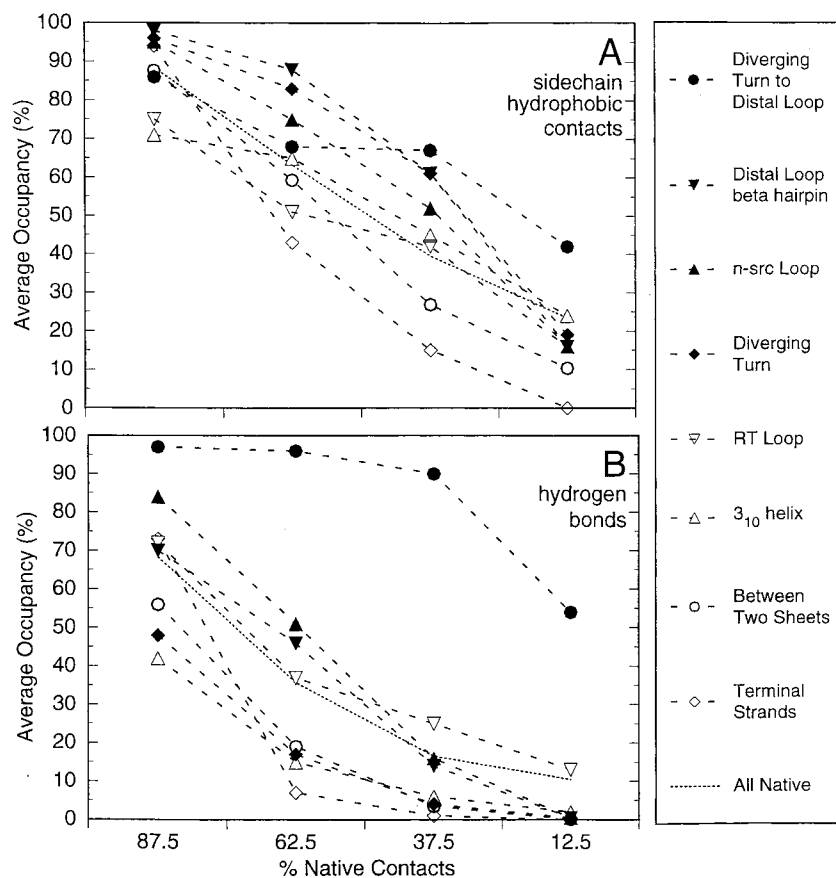 100
90
80
70
60
50
40
30
20
10
0
Average Occupancy (%)
A
sidechain
hydrophobic
contacts
100
90
80
70
60
50
40
30
20
10
0
Average Occupancy (%)
B
hydrogen
bonds
87.5 62.5 37.5 12.5
% Native Contacts
Diverging
Turn to
Distal Loop
Distal Loop
beta hairpin
n-src Loop
Diverging
Turn
RT Loop
3₁₀ helix
Between
Two Sheets
Terminal
Strands
All Native